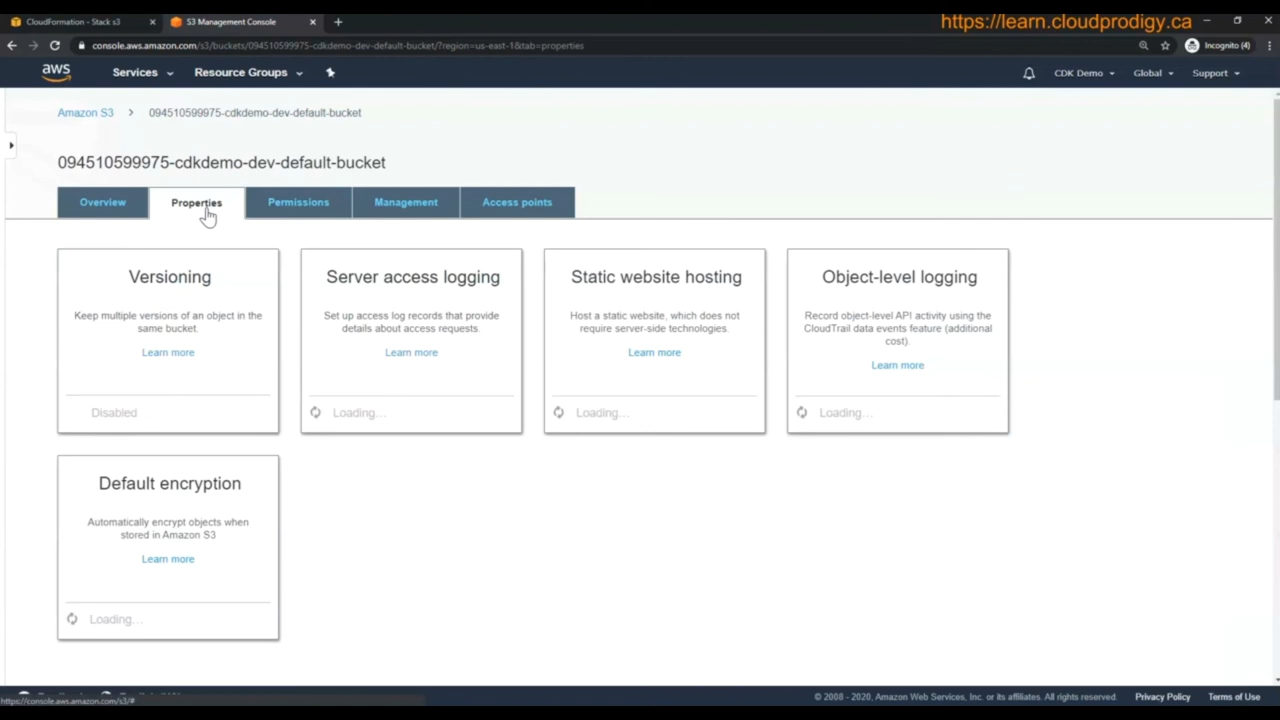 CloudFormation - Stack s3
S3 Management Console
https://learn.cloudprodigy.ca
console.aws.amazon.com/s3/buckets/094510599975-cdkdemo-dev-default-bucket/?region=us-east-1&tab=properties
Incognito (4)
aws
Services
Resource Groups
CDK Demo
Global
Support
Amazon S3 > 094510599975-cdkdemo-dev-default-bucket
094510599975-cdkdemo-dev-default-bucket
Overview
Properties
Permissions
Management
Access points
Versioning
Keep multiple versions of an object in the
same bucket.
Learn more
Disabled
Server access logging
Set up access log records that provide
details about access requests.
Learn more
Loading...
Static website hosting
Host a static website, which does not
require server-side technologies.
Learn more
Loading...
Object-level logging
Record object-level API activity using the
CloudTrail data events feature (additional
cost).
Learn more
Loading...
Default encryption
Automatically encrypt objects when
stored in Amazon S3
Learn more
Loading...
https://console.aws.amazon.com/s3/#
© 2008 - 2020, Amazon Web Services, Inc. or its affiliates. All rights reserved.
Privacy Policy
Terms of Use